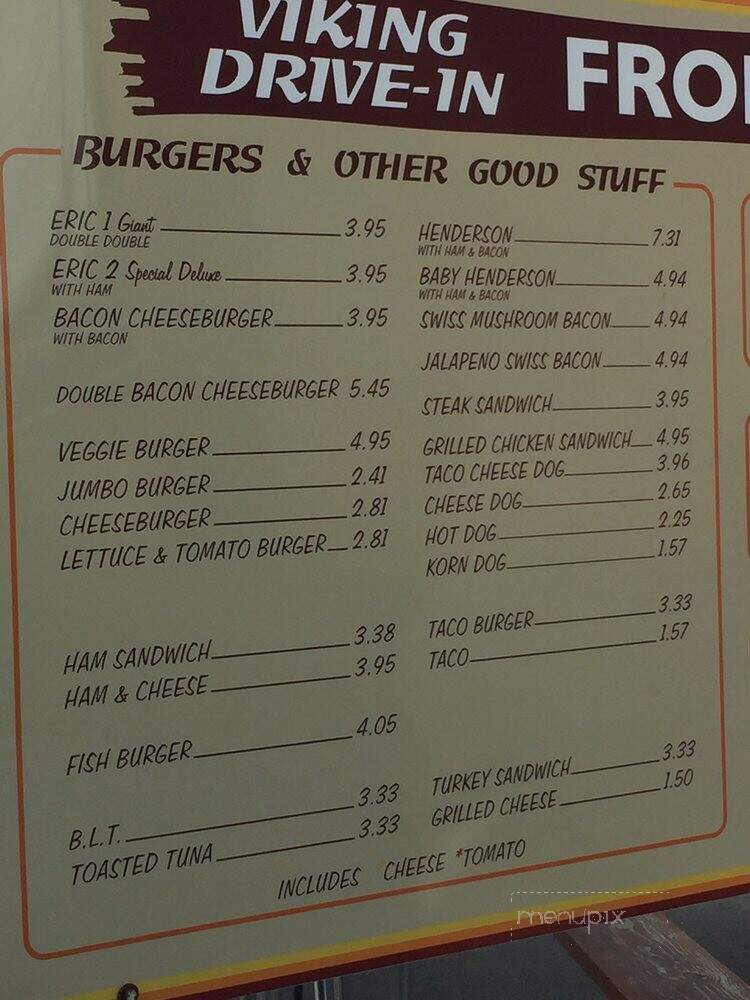 VIKING
DRIVE-IN
BURGERS & OTHER GOOD STUFF
ERIC 1 Giant 3.95
DOUBLE DOUBLE
ERIC 2 Special Deluxe 3.95
WITH HAM
BACON CHEESEBURGER 3.95
WITH BACON
DOUBLE BACON CHEESEBURGER 5.45
VEGGIE BURGER 4.95
JUMBO BURGER 2.41
CHEESEBURGER 2.81
LETTUCE & TOMATO BURGER 2.81
HAM SANDWICH 3.38
HAM & CHEESE 3.95
FISH BURGER 4.05
B.L.T. 3.33
TOASTED TUNA 3.33
HENDERSON 7.31
WITH HAM & BACON
BABY HENDERSON 4.94
WITH HAM & BACON
SWISS MUSHROOM BACON 4.94
JALAPENO SWISS BACON 4.94
STEAK SANDWICH 3.95
GRILLED CHICKEN SANDWICH 4.95
TACO CHEESE DOG 3.96
CHEESE DOG 2.65
HOT DOG 2.25
KORN DOG 1.57
TACO BURGER 3.33
TACO 1.57
TURKEY SANDWICH 3.33
GRILLED CHEESE 1.50
INCLUDES *CHEESE *TOMATO
menupix